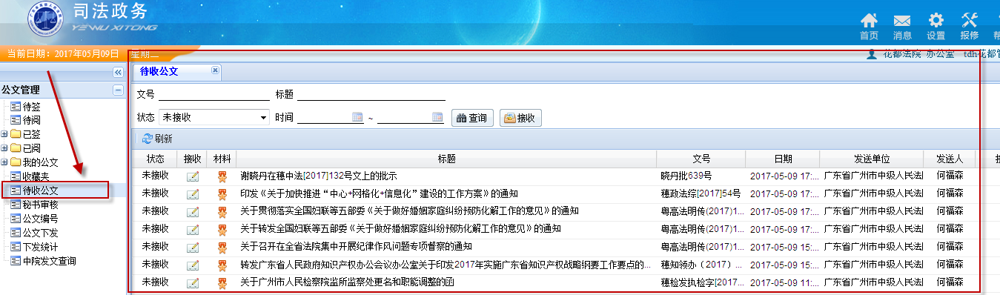 司法政务
YEWU XITONG
首页 消息 设置 报修
当前日期：2017年05月09日 星期二
花都法院 办公室 tdh花都管
公文管理
待签
待阅
已签
已阅
我的公文
收藏夹
待收公文
秘书审核
公文编号
公文下发
下发统计
中院发文查询
待收公文
文号 标题
状态 未接收 时间 ~ 查询 接收
刷新
状态 接收 材料 标题 文号 日期 发送单位 发送人
未接收 谢晓丹在穗中法[2017]132号文上的批示 晓丹批639号 2017-05-09 17:... 广东省广州市中级人民法 何福森
未接收 印发《关于加快推进“中心+网格化+信息化”建设的工作方案》的通知 穗政法综[2017]54号 2017-05-09 17:... 广东省广州市中级人民法 何福森
未接收 关于贯彻落实全国妇联等五部委《关于做好婚姻家庭纠纷预防化解工作的意见》的通知 粤高法明传(2017)1... 2017-05-09 17:... 广东省广州市中级人民法 何福森
未接收 关于转发全国妇联等五部委《关于做好婚姻家庭纠纷预防化解工作的意见》的通知 粤高法明传(2017)1... 2017-05-09 17:... 广东省广州市中级人民法 何福森
未接收 关于召开在全省法院集中开展纪律作风问题专项督察的通知 粤高法明传(2017)1... 2017-05-09 15:... 广东省广州市中级人民法 何福森
未接收 转发广东省人民政府知识产权办公会议办公室关于印发2017年实施广东省知识产权战略纲要工作要点的... 穗知领办（2017）... 2017-05-09 15:... 广东省广州市中级人民法 何福森
未接收 关于广州市人民检察院监所监察处更名和职能调整的函 穗检发执检字[2017... 2017-05-09 11:... 广东省广州市中级人民法 何福森